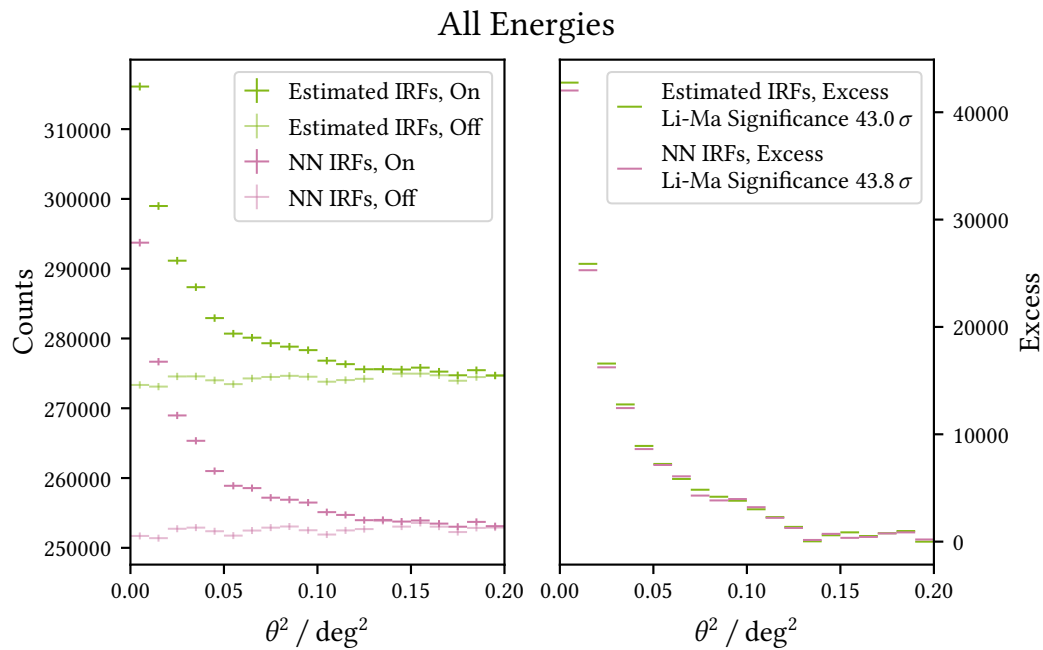 All Energies
Counts
310000
300000
290000
280000
270000
260000
250000
Estimated IRFs, On
Estimated IRFs, Off
NN IRFs, On
NN IRFs, Off
0.00
0.05
0.10
0.15
0.20
θ² / deg²
Estimated IRFs, Excess
Li-Ma Significance 43.0 σ
NN IRFs, Excess
Li-Ma Significance 43.8 σ
40000
30000
20000
10000
0
Excess
0.00
0.05
0.10
0.15
0.20
θ² / deg²